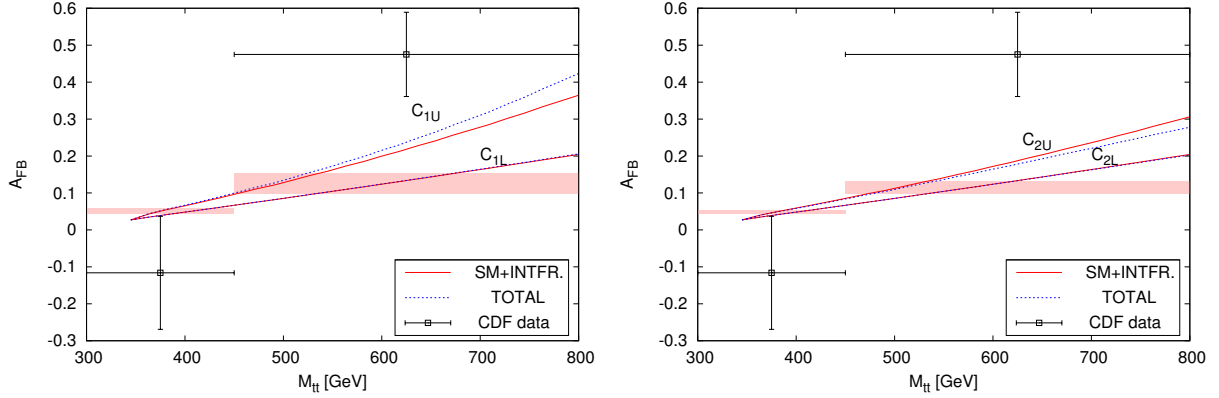 0.6
0.5
0.4
0.3
0.2
0.1
0
-0.1
-0.2
-0.3
A_FB
300 400 500 600 700 800
M_tt [GeV]
C_1U
C_1L
SM+INTFR.
TOTAL
CDF data
0.6
0.5
0.4
0.3
0.2
0.1
0
-0.1
-0.2
-0.3
A_FB
300 400 500 600 700 800
M_tt [GeV]
C_2U
C_2L
SM+INTFR.
TOTAL
CDF data